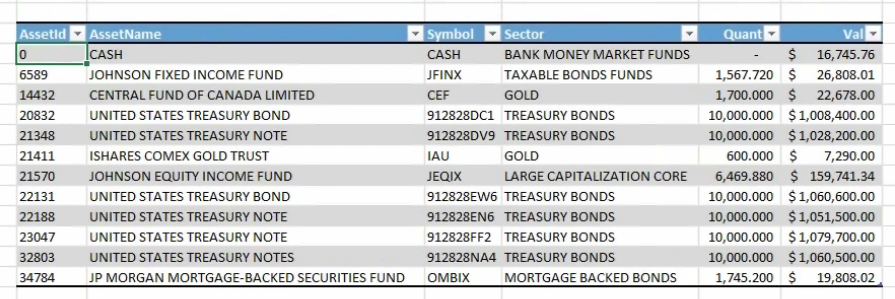 AssetId AssetName Symbol Sector Quant Val
0 CASH CASH BANK MONEY MARKET FUNDS - $ 16,745.76
6589 JOHNSON FIXED INCOME FUND JFINX TAXABLE BONDS FUNDS 1,567.720 $ 26,808.01
14432 CENTRAL FUND OF CANADA LIMITED CEF GOLD 1,700.000 $ 22,678.00
20832 UNITED STATES TREASURY BOND 912828DC1 TREASURY BONDS 10,000.000 $ 1,008,400.00
21348 UNITED STATES TREASURY NOTE 912828DV9 TREASURY BONDS 10,000.000 $ 1,028,200.00
21411 ISHARES COMEX GOLD TRUST IAU GOLD 600.000 $ 7,290.00
21570 JOHNSON EQUITY INCOME FUND JEQIX LARGE CAPITALIZATION CORE 6,469.880 $ 159,741.34
22131 UNITED STATES TREASURY BOND 912828EW6 TREASURY BONDS 10,000.000 $ 1,060,600.00
22188 UNITED STATES TREASURY NOTE 912828EN6 TREASURY BONDS 10,000.000 $ 1,051,500.00
23047 UNITED STATES TREASURY NOTE 912828FF2 TREASURY BONDS 10,000.000 $ 1,079,700.00
32803 UNITED STATES TREASURY NOTES 912828NA4 TREASURY BONDS 10,000.000 $ 1,060,500.00
34784 JP MORGAN MORTGAGE-BACKED SECURITIES FUND OMBIX MORTGAGE BACKED BONDS 1,745.200 $ 19,808.02